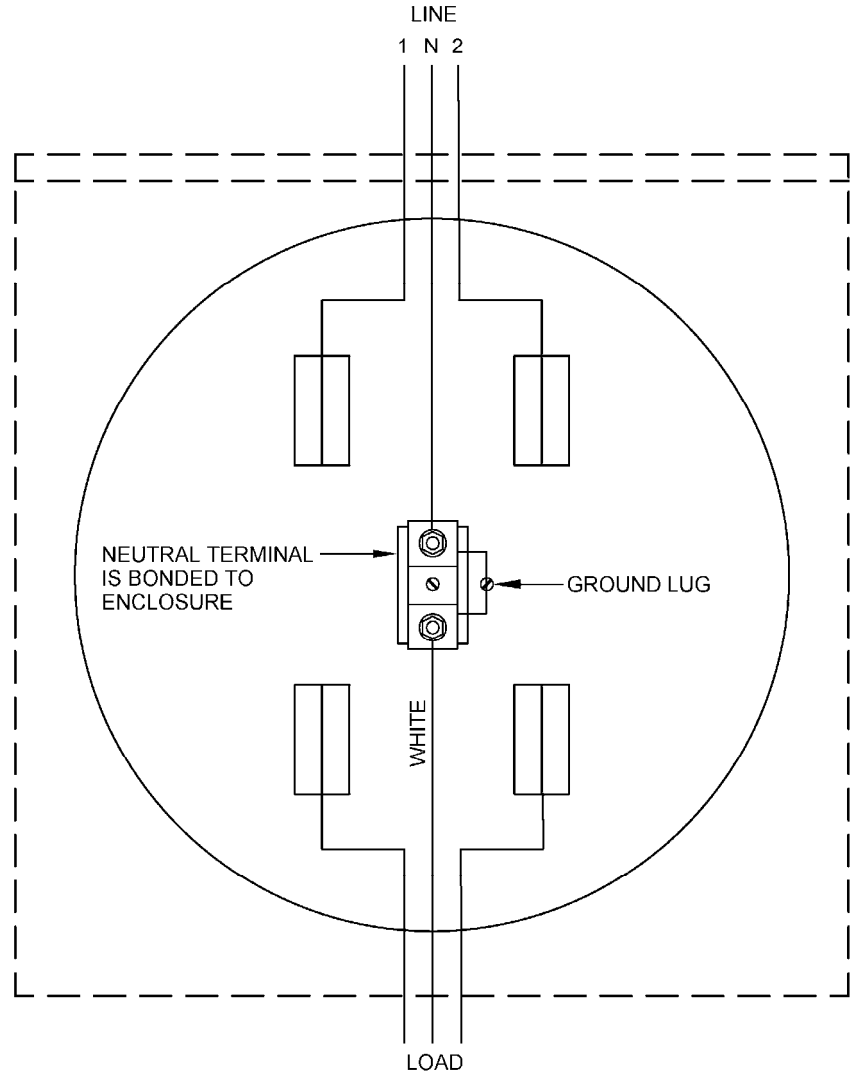 LINE
1 N 2
NEUTRAL TERMINAL
IS BONDED TO
ENCLOSURE
GROUND LUG
WHITE
LOAD